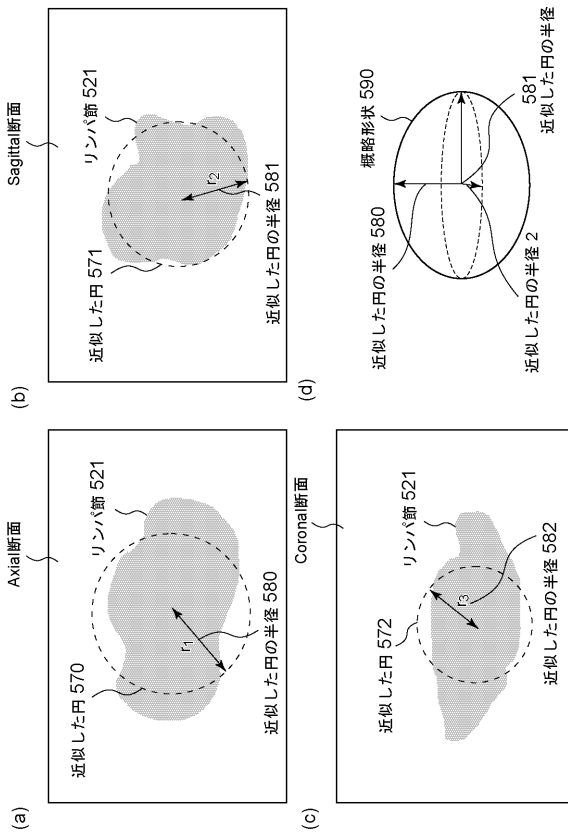 (a)
Axial断面
近似した円 570
リンパ節 521
r1
近似した円の半径 580
(b)
Sagittal断面
近似した円 571
リンパ節 521
r2
近似した円の半径 581
(c)
Coronal断面
近似した円 572
リンパ節 521
r3
近似した円の半径 582
(d)
近似した円の半径 580
概略形状 590
近似した円の半径 2
581
近似した円の半径